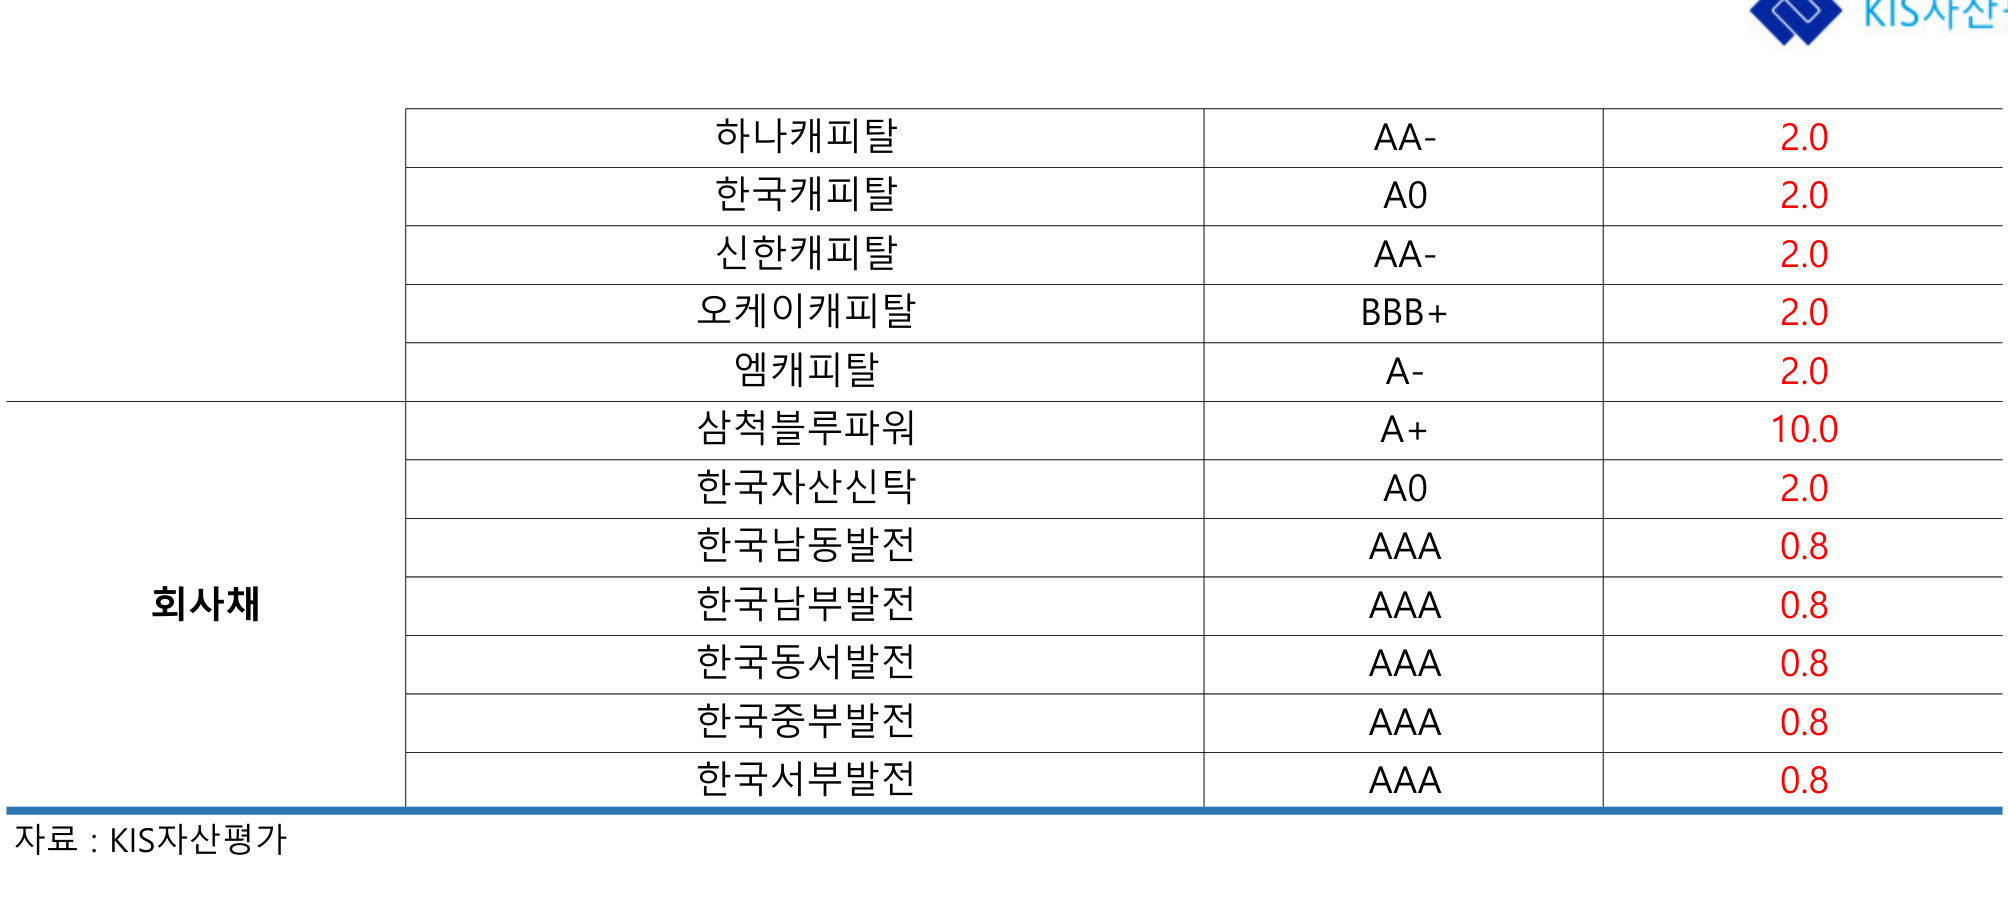 KIS자산
하나캐피탈 AA- 2.0
한국캐피탈 A0 2.0
신한캐피탈 AA- 2.0
오케이캐피탈 BBB+ 2.0
엠캐피탈 A- 2.0
회사채
삼척블루파워 A+ 10.0
한국자산신탁 A0 2.0
한국남동발전 AAA 0.8
한국남부발전 AAA 0.8
한국동서발전 AAA 0.8
한국중부발전 AAA 0.8
한국서부발전 AAA 0.8
자료 : KIS자산평가